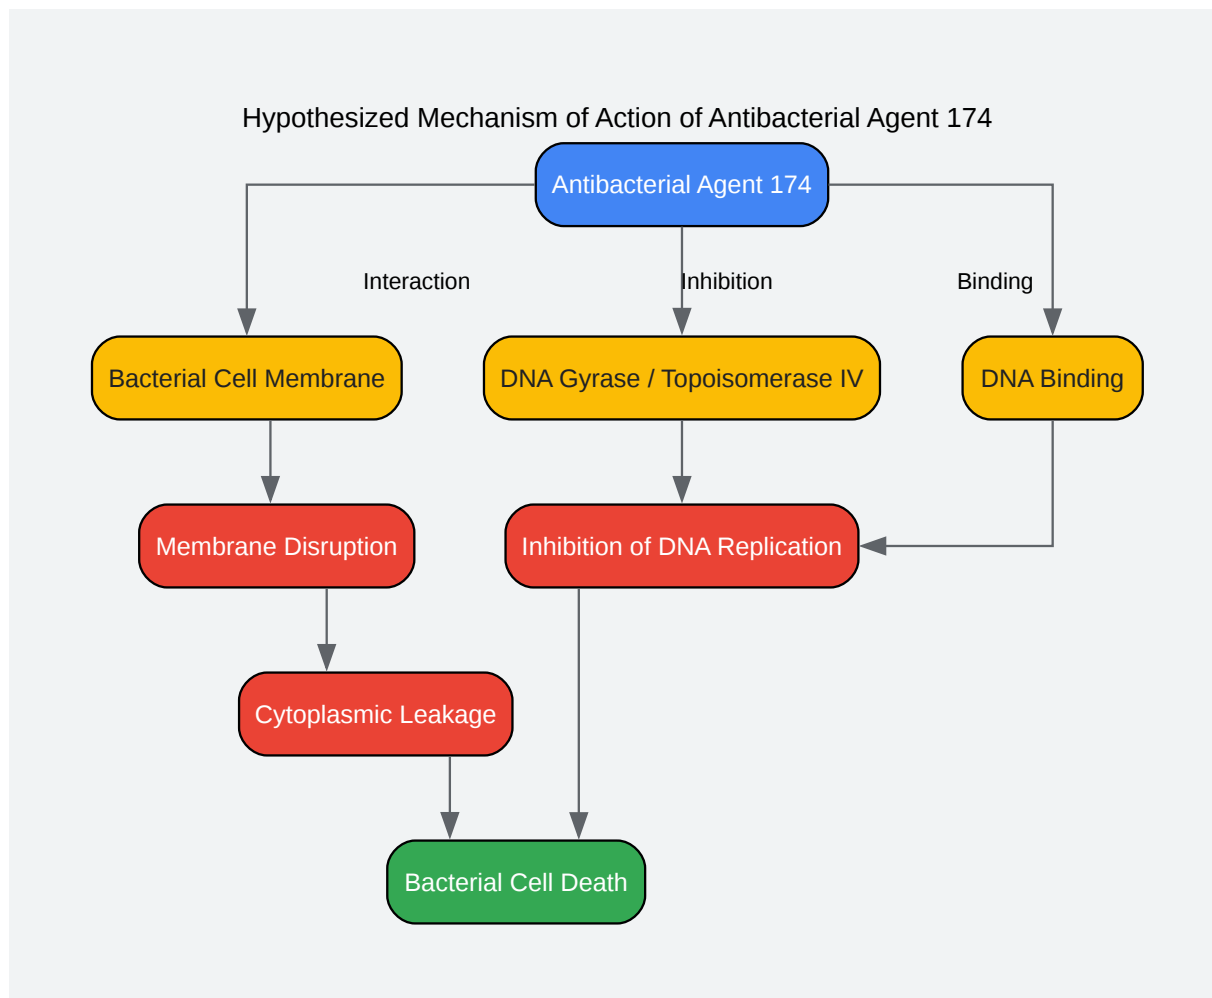 Hypothesized Mechanism of Action of Antibacterial Agent 174
Antibacterial Agent 174
Interaction
Inhibition
Binding
Bacterial Cell Membrane
DNA Gyrase / Topoisomerase IV
DNA Binding
Membrane Disruption
Inhibition of DNA Replication
Cytoplasmic Leakage
Bacterial Cell Death